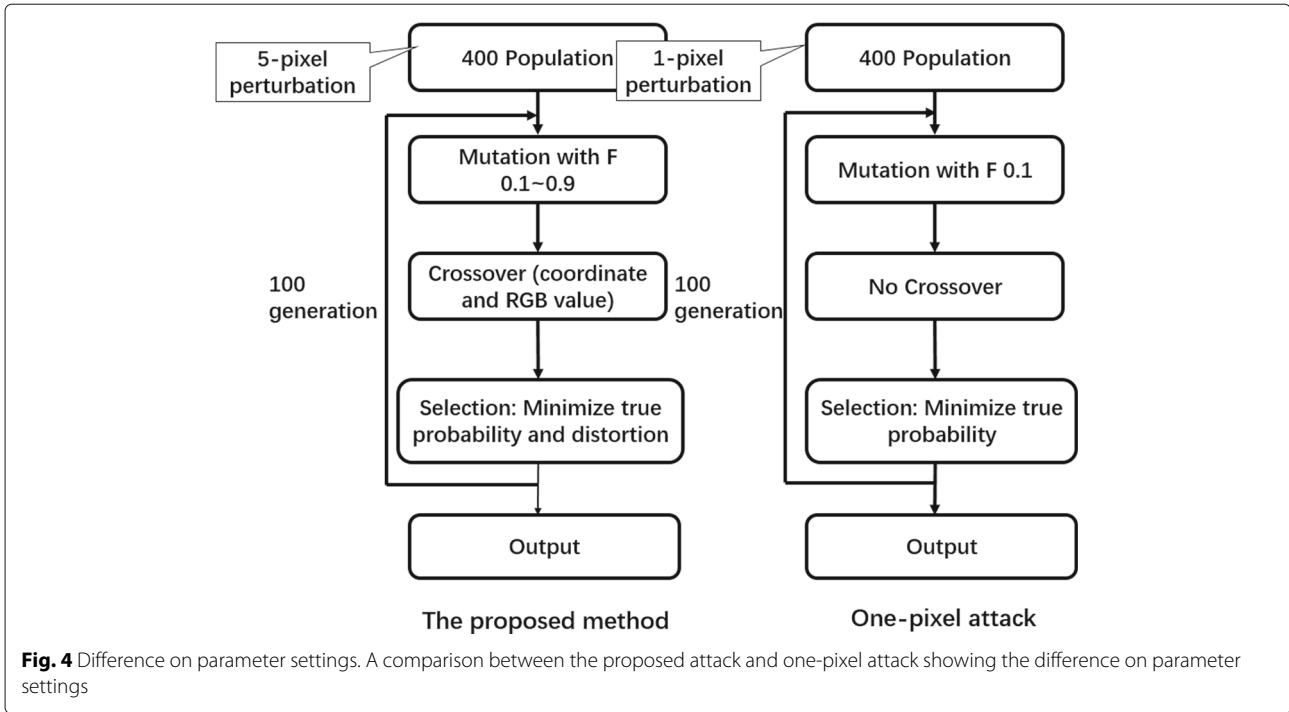 5-pixel
perturbation
400 Population
Mutation with F
0.1~0.9
Crossover (coordinate
and RGB value)
100
generation
Selection: Minimize true
probability and distortion
Output
The proposed method
1-pixel
perturbation
400 Population
Mutation with F 0.1
No Crossover
100
generation
Selection: Minimize true
probability
Output
One-pixel attack
Fig. 4 Difference on parameter settings. A comparison between the proposed attack and one-pixel attack showing the difference on parameter
settings